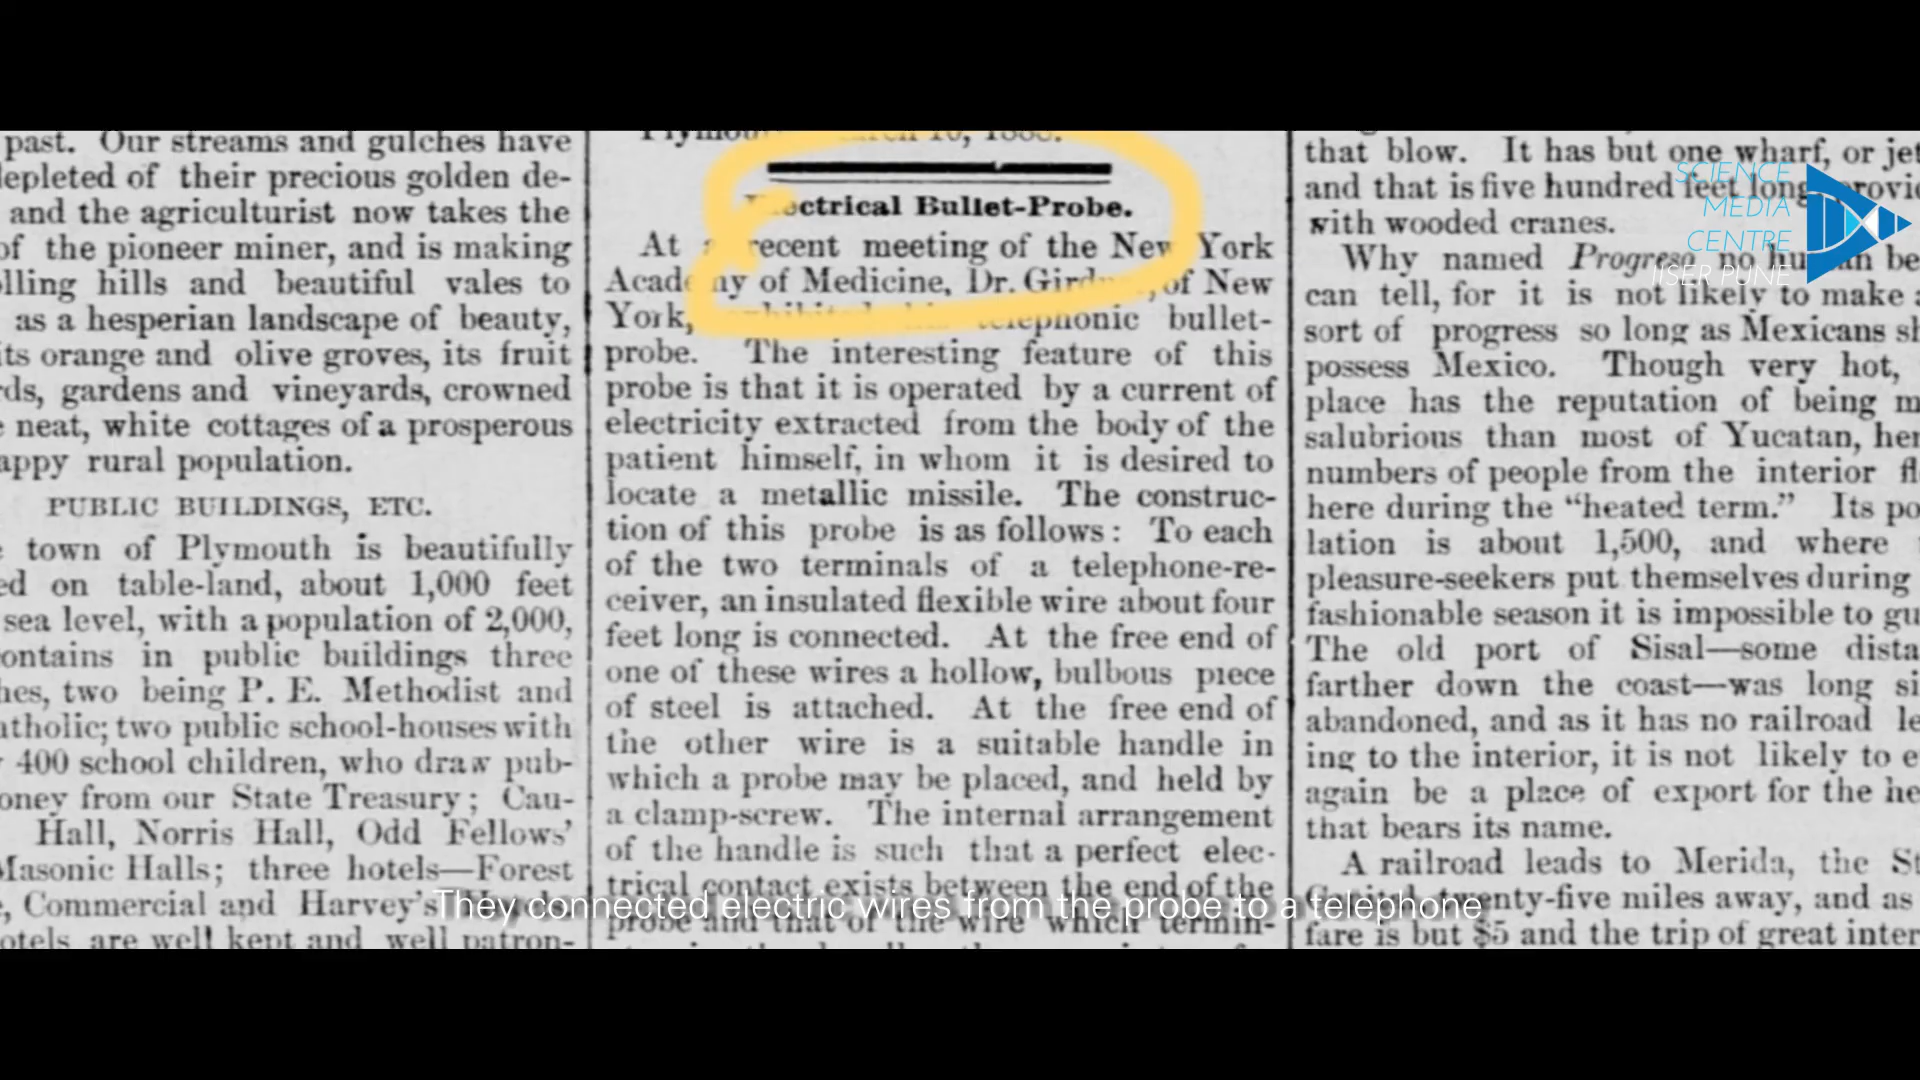 past. Our streams and gulches have
depleted of their precious golden de-
and the agriculturist now takes the
of the pioneer miner, and is making
lling hills and beautiful vales to
as a hesperian landscape of beauty,
its orange and olive groves, its fruit
rds, gardens and vineyards, crowned
neat, white cottages of a prosperous
appy rural population.
PUBLIC BUILDINGS, ETC.
town of Plymouth is beautifully
ed on table-land, about 1,000 feet
sea level, with a population of 2,000,
ontains in public buildings three
hes, two being P. E. Methodist and
atholic; two public school-houses with
400 school children, who draw pub-
oney from our State Treasury; Cau-
Hall, Norris Hall, Odd Fellows'
Masonic Halls; three hotels—Forest
, Commercial and Harvey's
otels are well kept and well patron-
Electrical Bullet-Probe.
At a recent meeting of the New York
Academy of Medicine, Dr. of New
York, exhibited his telephonic bullet-
probe. The interesting feature of this
probe is that it is operated by a current of
electricity extracted from the body of the
patient himself, in whom it is desired to
locate a metallic missile. The construc-
tion of this probe is as follows: To each
of the two terminals of a telephone-re-
ceiver, an insulated flexible wire about four
feet long is connected. At the free end of
one of these wires a hollow, bulbous piece
of steel is attached. At the free end of
the other wire is a suitable handle in
which a probe may be placed, and held by
a clamp-screw. The internal arrangement
of the handle is such that a perfect elec-
trical contact exists between the end of the
probe and that of the wire which termin-
that blow. It has but one wharf, or jet
and that is five hundred feet long, provid
with wooded cranes.
Why named Progreso no human be
can tell, for it is not likely to make a
sort of progress so long as Mexicans sh
possess Mexico. Though very hot,
place has the reputation of being m
salubrious than most of Yucatan, hen
numbers of people from the interior fl
here during the "heated term." Its po
lation is about 1,500, and where
pleasure-seekers put themselves during
fashionable season it is impossible to gu
The old port of Sisal—some dista
farther down the coast—was long si
abandoned, and as it has no railroad le
ing to the interior, it is not likely to e
again be a place of export for the he
that bears its name.
A railroad leads to Merida, the St
Capital, twenty-five miles away, and as
fare is but $5 and the trip of great inter
SCIENCE
MEDIA
CENTRE
IISER PUNE
They connected electric wires from the probe to a telephone